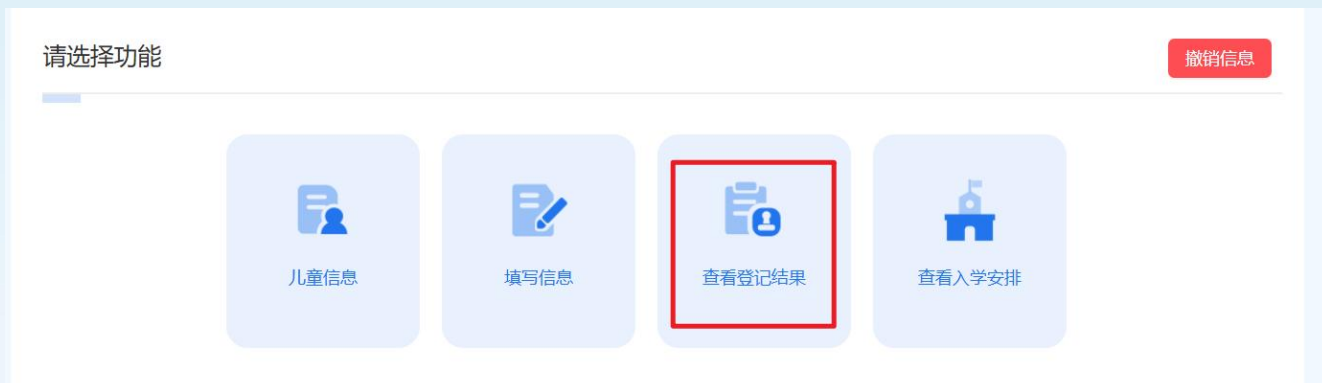 请选择功能
撤销信息
儿童信息
填写信息
查看登记结果
查看入学安排